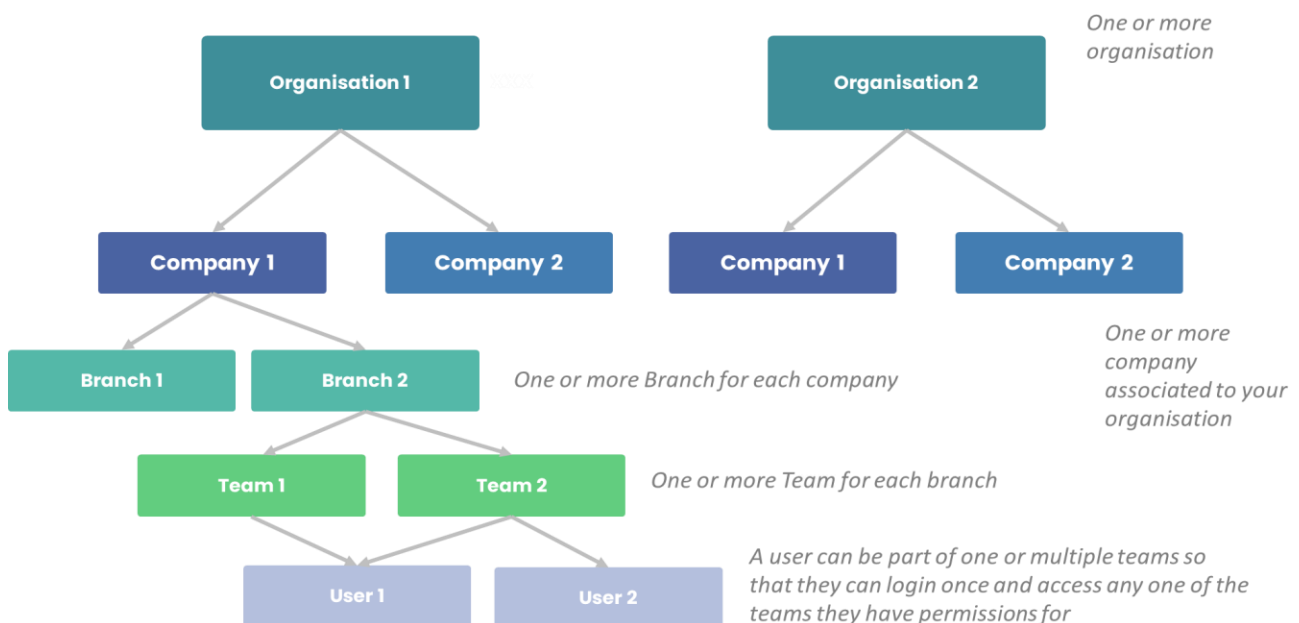 One or more
organisation
Organisation 1
Organisation 2
Company 1
Company 2
Company 1
Company 2
One or more
company
associated to your
organisation
Branch 1
Branch 2
One or more Branch for each company
Team 1
Team 2
One or more Team for each branch
User 1
User 2
A user can be part of one or multiple teams so
that they can login once and access any one of the
teams they have permissions for